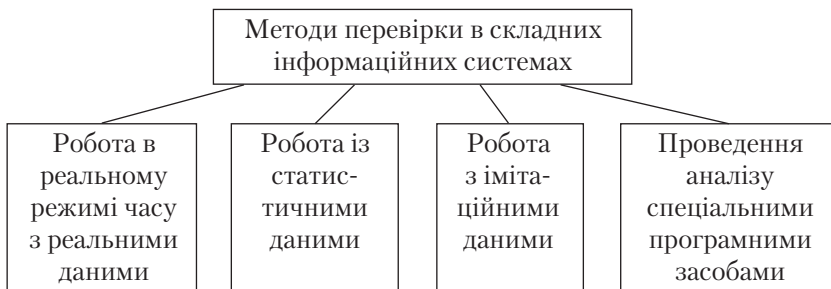 Методи перевірки в складних
інформаційних системах
Робота в
реальному
режимі часу
з реальними
даними
Робота із
статис-
тичними
даними
Робота
з іміта-
ційними
даними
Проведення
аналізу
спеціальними
програмними
засобами